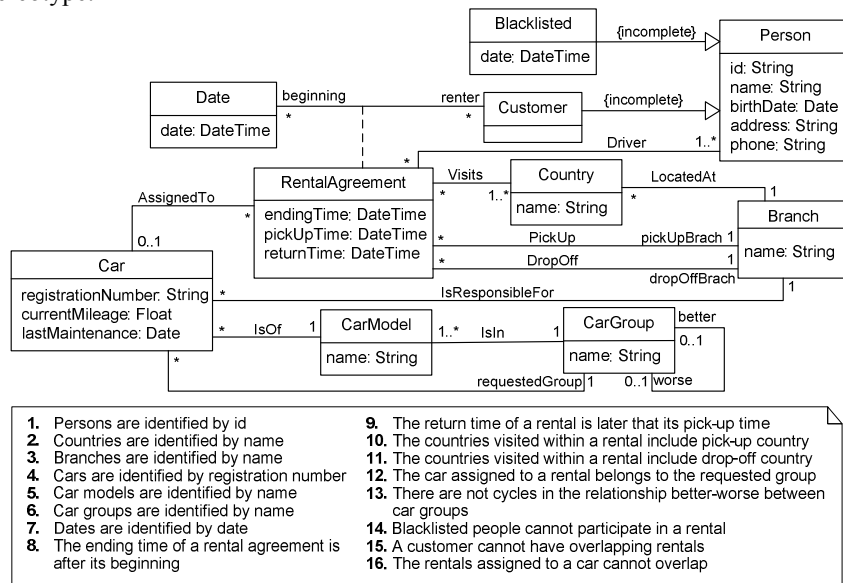 Blacklisted
date: DateTime
{incomplete}
Person
id: String
name: String
birthDate: Date
address: String
phone: String
Date
date: DateTime
beginning
*
renter
*
Customer
{incomplete}
Driver
*
1..*
RentalAgreement
endingTime: DateTime
pickUpTime: DateTime
returnTime: DateTime
Visits
*
1..*
Country
name: String
LocatedAt
*
1
Branch
name: String
AssignedTo
*
0..1
*
PickUp
pickUpBrach 1
*
DropOff
1
dropOffBrach
Car
registrationNumber: String
currentMileage: Float
lastMaintenance: Date
*
IsResponsibleFor
1
*
IsOf
1
CarModel
name: String
1..*
IsIn
1
CarGroup
name: String
better
0..1
0..1
worse
*
requestedGroup
1
1. Persons are identified by id
2. Countries are identified by name
3. Branches are identified by name
4. Cars are identified by registration number
5. Car models are identified by name
6. Car groups are identified by name
7. Dates are identified by date
8. The ending time of a rental agreement is
after its beginning
9. The return time of a rental is later that its pick-up time
10. The countries visited within a rental include pick-up country
11. The countries visited within a rental include drop-off country
12. The car assigned to a rental belongs to the requested group
13. There are not cycles in the relationship better-worse between
car groups
14. Blacklisted people cannot participate in a rental
15. A customer cannot have overlapping rentals
16. The rentals assigned to a car cannot overlap